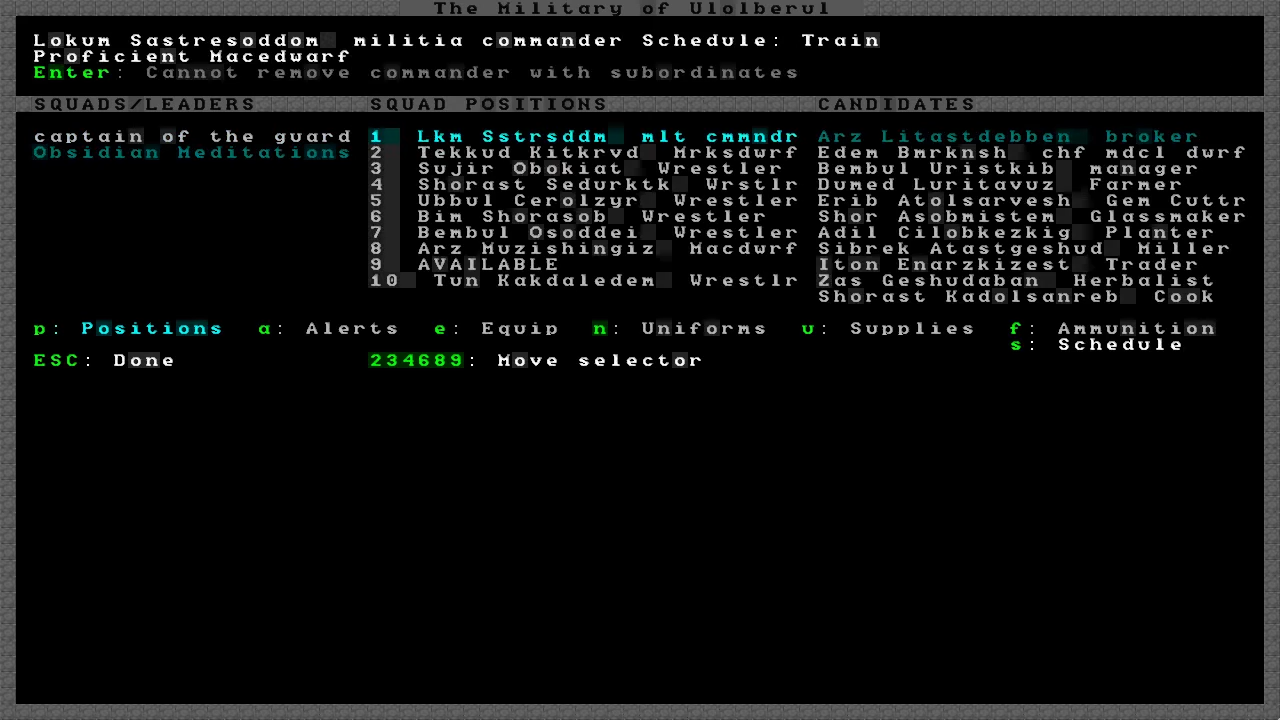 The Military of Ulolberul
Lokum Sastresoddom militia commander Schedule: Train
Proficient Macedwarf
Enter: Cannot remove commander with subordinates
SQUADS/LEADERS SQUAD POSITIONS CANDIDATES
captain of the guard 1 Lkm Sstrsddm mlt cmmndr Arz Litastdebben broker
Obsidian Meditations 2 Tekkud Kitkrvd Mrksdwrf Edem Bmrknsh chf mdcl dwrf
3 Sujir Obokiat Wrestler Bembul Uristkib manager
4 Shorast Sedurktk Wrstlr Dumed Luritavuz Farmer
5 Ubbul Cerolzyr Wrestler Erib Atolsarvesh Gem Cuttr
6 Bim Shorasob Wrestler Shor Asobmistem Glassmaker
7 Bembul Osoddei Wrestler Adil Cilobkezkig Planter
8 Arz Muzishingiz Macdwrf Sibrek Atastgeshud Miller
9 AVAILABLE Iton Enarzkizest Trader
10 Tun Kakdaledem Wrestlr Zas Geshudaban Herbalist
Shorast Kadolsanreb Cook
p: Positions a: Alerts e: Equip n: Uniforms u: Supplies f: Ammunition
s: Schedule
ESC: Done 234689: Move selector